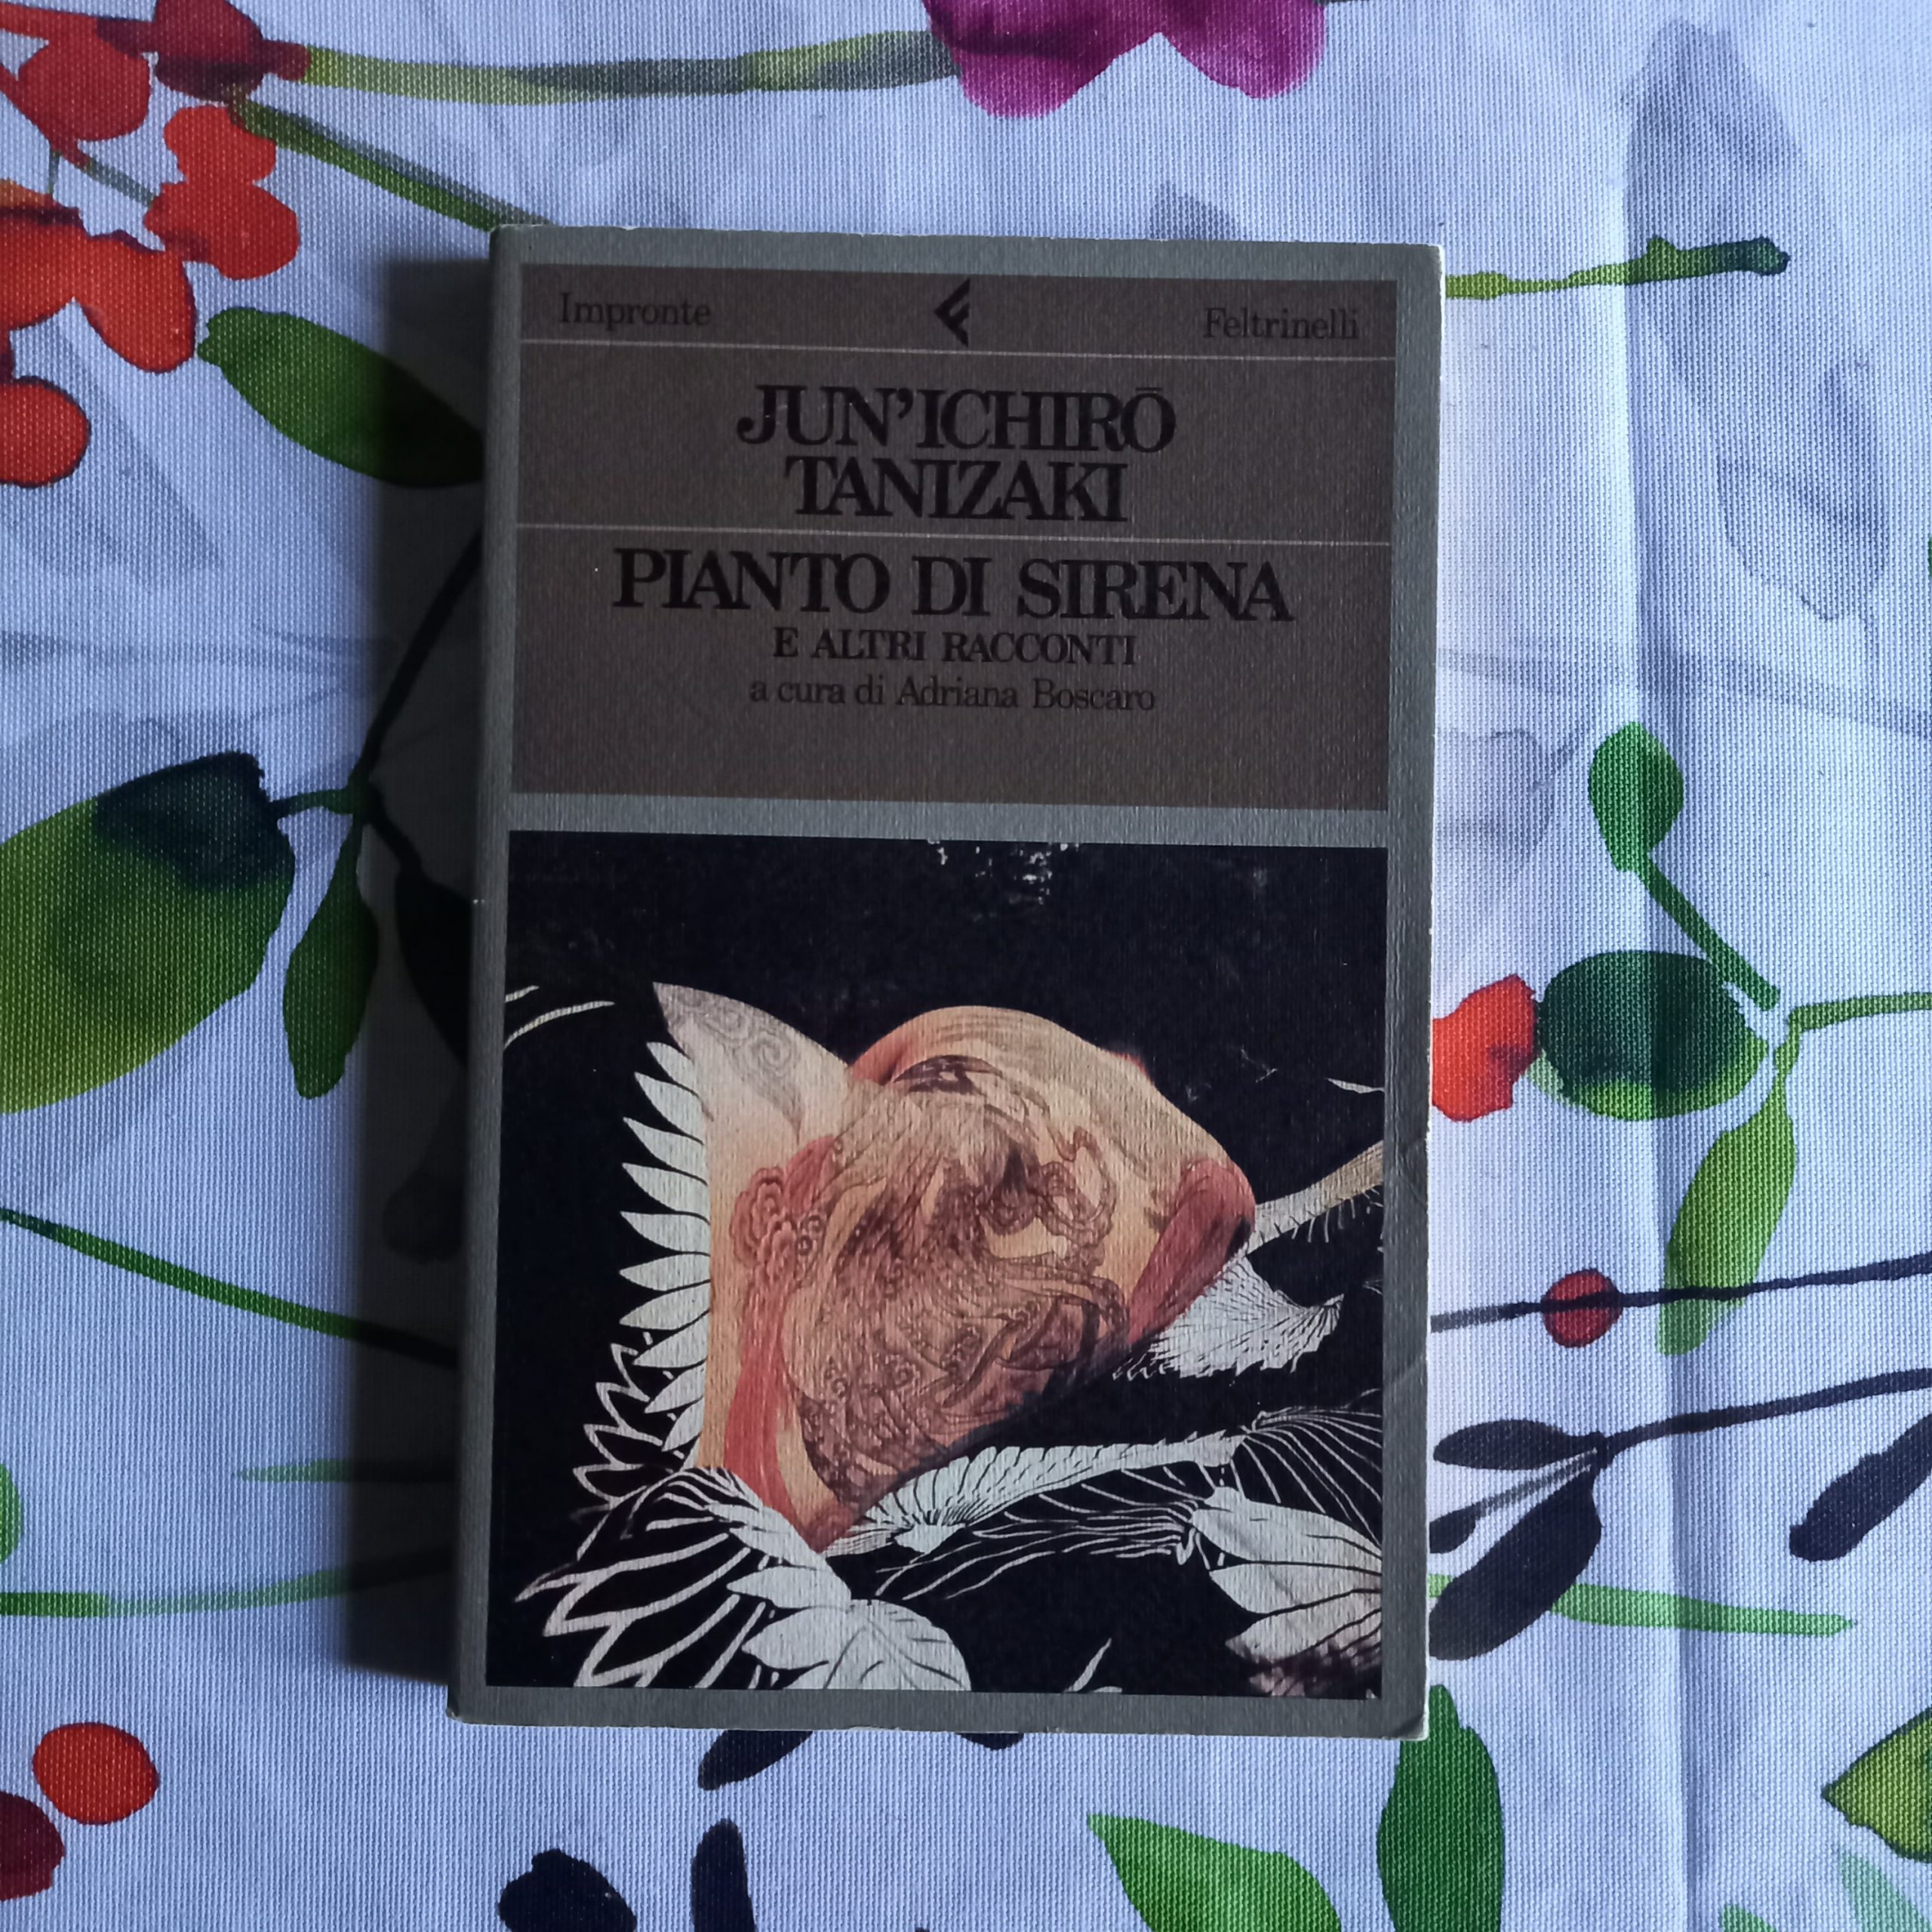 Impronte Feltrinelli
JUN'ICHIRŌ
TANIZAKI
PIANTO DI SIRENA
E ALTRI RACCONTI
a cura di Adriana Boscaro